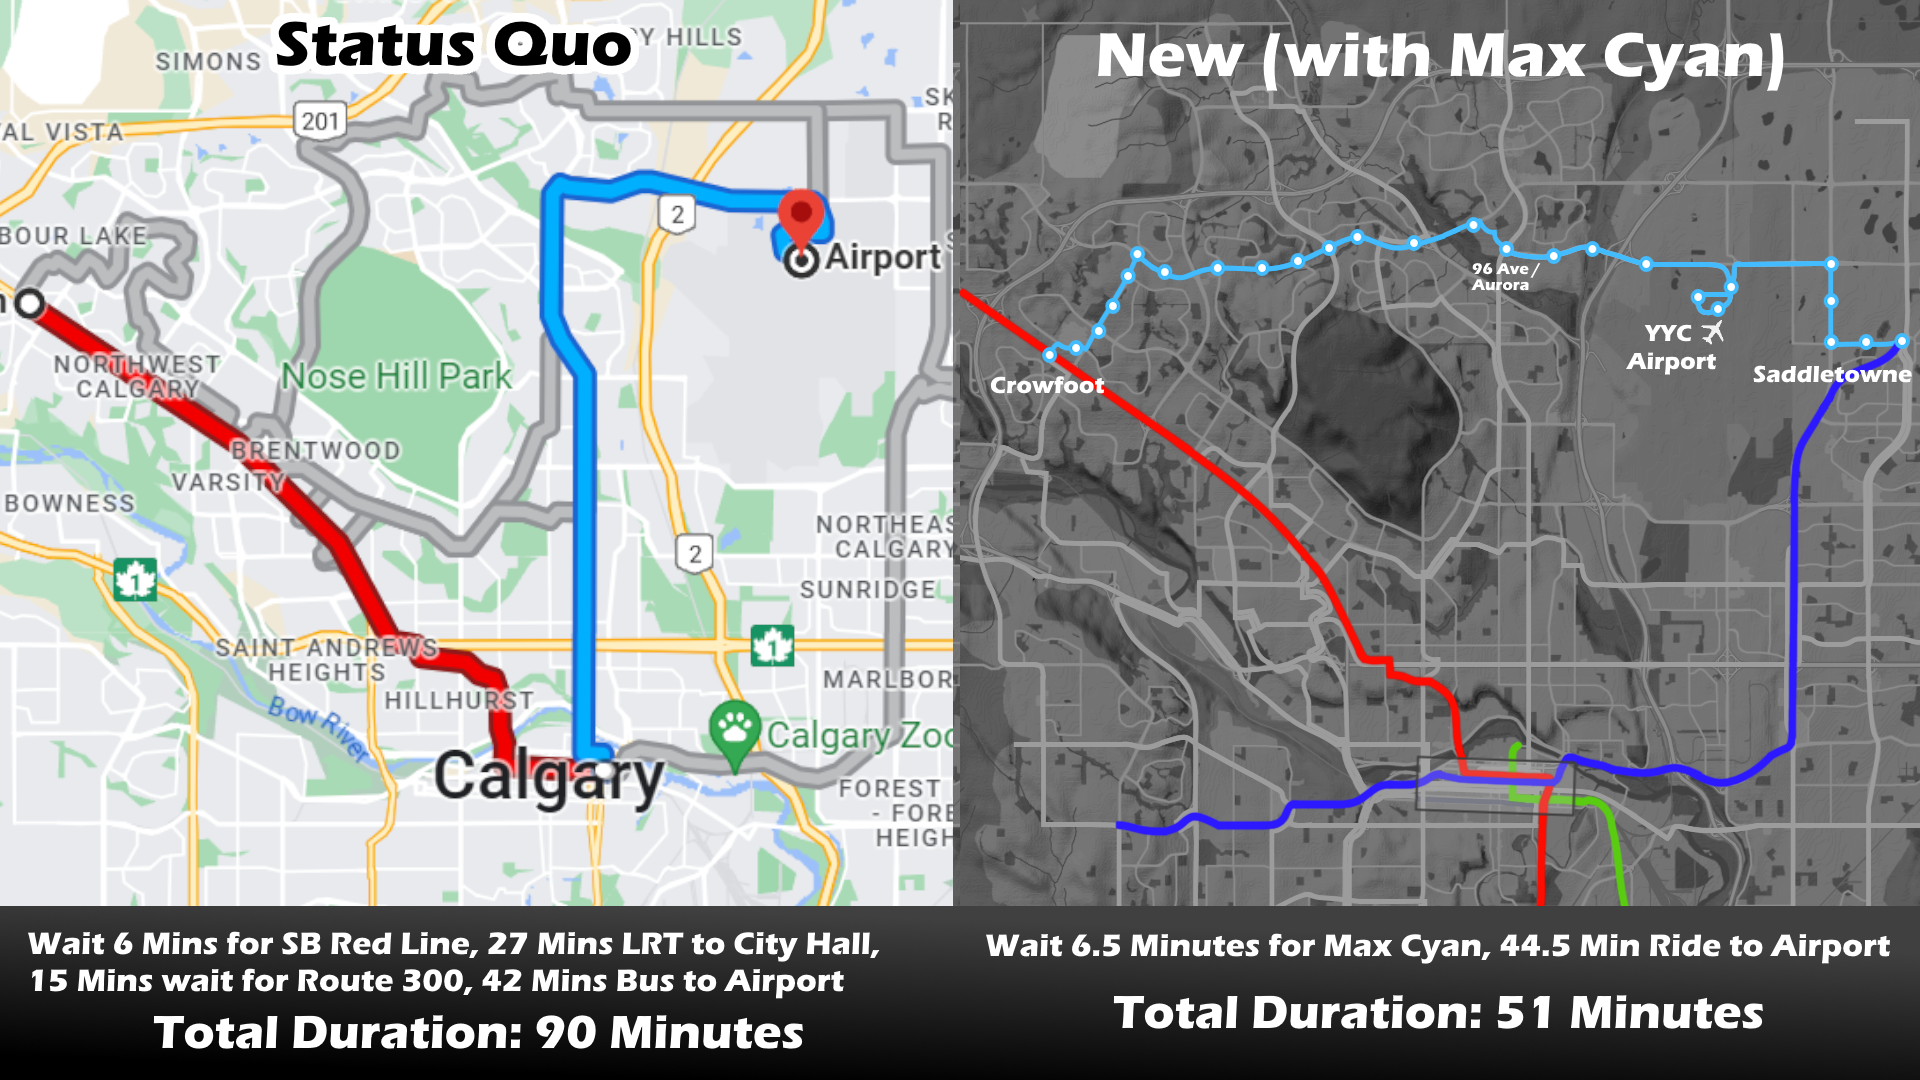 Status Quo
SIMONS
Y HILLS
201
AL VISTA
SK
R
2
BOUR LAKE
Airport
n
NORTHWEST
CALGARY
Nose Hill Park
BRENTWOOD
VARSITY
BOWNESS
NORTHEAS
CALGARY
2
1
SUNRIDGE
SAINT ANDREWS
HEIGHTS
1
MARLBOR
HILLHURST
Bow River
Calgary Zoo
Calgary
FOREST
- FORE
HEIGH
Wait 6 Mins for SB Red Line, 27 Mins LRT to City Hall,
15 Mins wait for Route 300, 42 Mins Bus to Airport
Total Duration: 90 Minutes
New (with Max Cyan)
96 Ave /
Aurora
YYC
Airport
Crowfoot
Saddletowne
Wait 6.5 Minutes for Max Cyan, 44.5 Min Ride to Airport
Total Duration: 51 Minutes